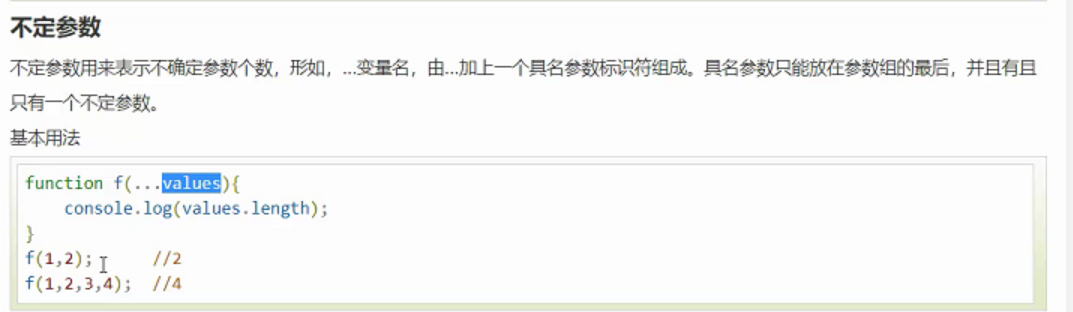 不定参数
不定参数用来表示不确定参数个数，形如，...变量名，由...加上一个具名参数标识符组成。具名参数只能放在参数组的最后，并且有且
只有一个不定参数。
基本用法
function f(...values){
    console.log(values.length);
}
f(1,2);      //2
f(1,2,3,4);  //4